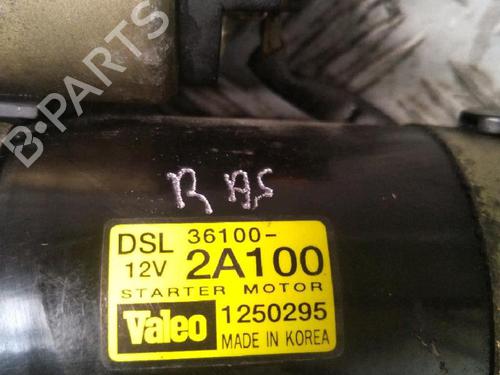 B-PARTS
R AS
DSL 36100-
12V 2A100
STARTER MOTOR
Valeo 1250295
MADE IN KOREA